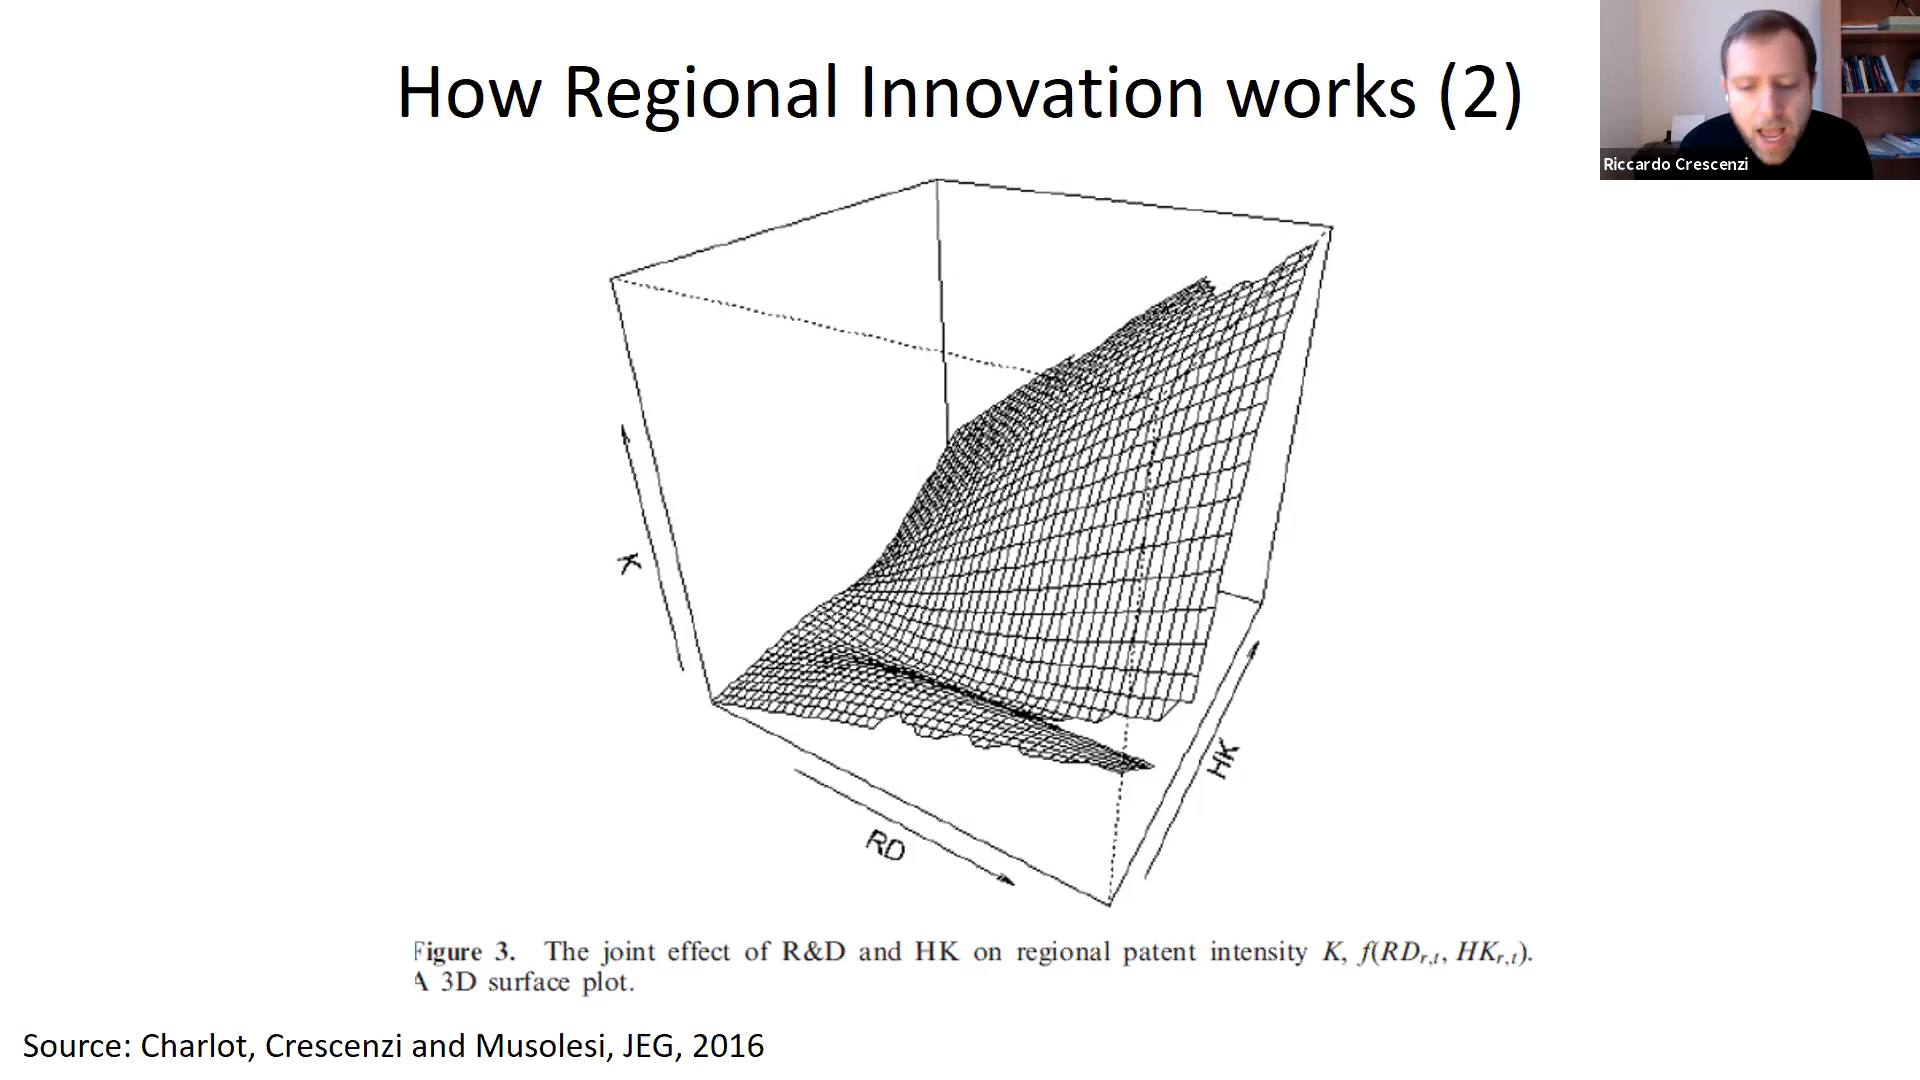 How Regional Innovation works (2)
Riccardo Crescenzi
K
RD
HK
Figure 3. The joint effect of R&D and HK on regional patent intensity K, f(RDr,t, HKr,t).
A 3D surface plot.
Source: Charlot, Crescenzi and Musolesi, JEG, 2016